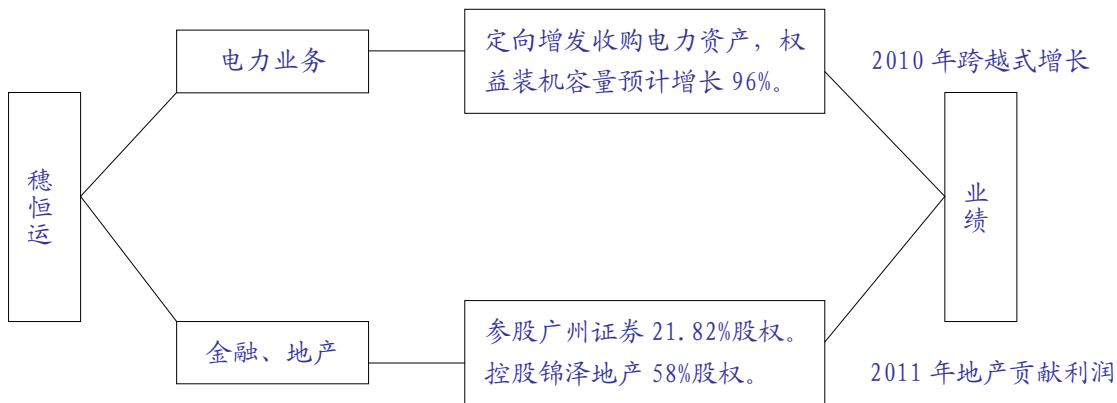 电力业务
定向增发收购电力资产，权
益装机容量预计增长 96%。
2010 年跨越式增长
穗恒运
业绩
金融、地产
参股广州证券 21.82%股权。
控股锦泽地产 58%股权。
2011 年地产贡献利润